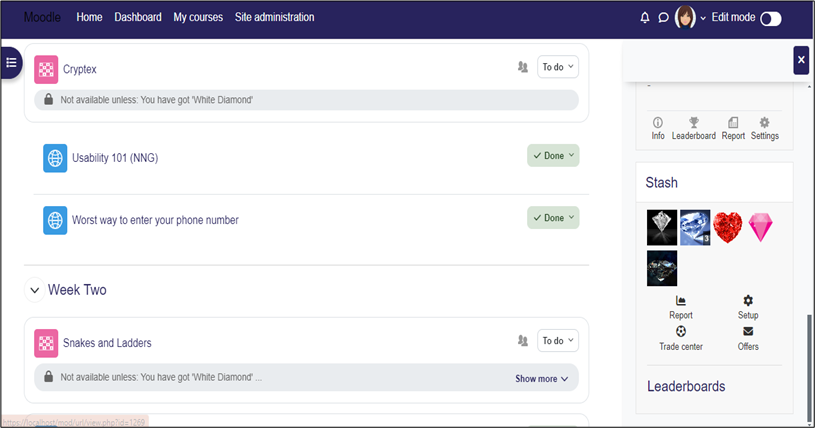 Moodle Home Dashboard My courses Site administration Edit mode
Cryptex To do
Not available unless: You have got 'White Diamond'
Usability 101 (NNG) Done
Worst way to enter your phone number Done
Week Two
Snakes and Ladders To do
Not available unless: You have got 'White Diamond' ... Show more
https://localhost/mod/url/view.php?id=1269
x
Info Leaderboard Report Settings
Stash
3
Report Setup
Trade center Offers
Leaderboards